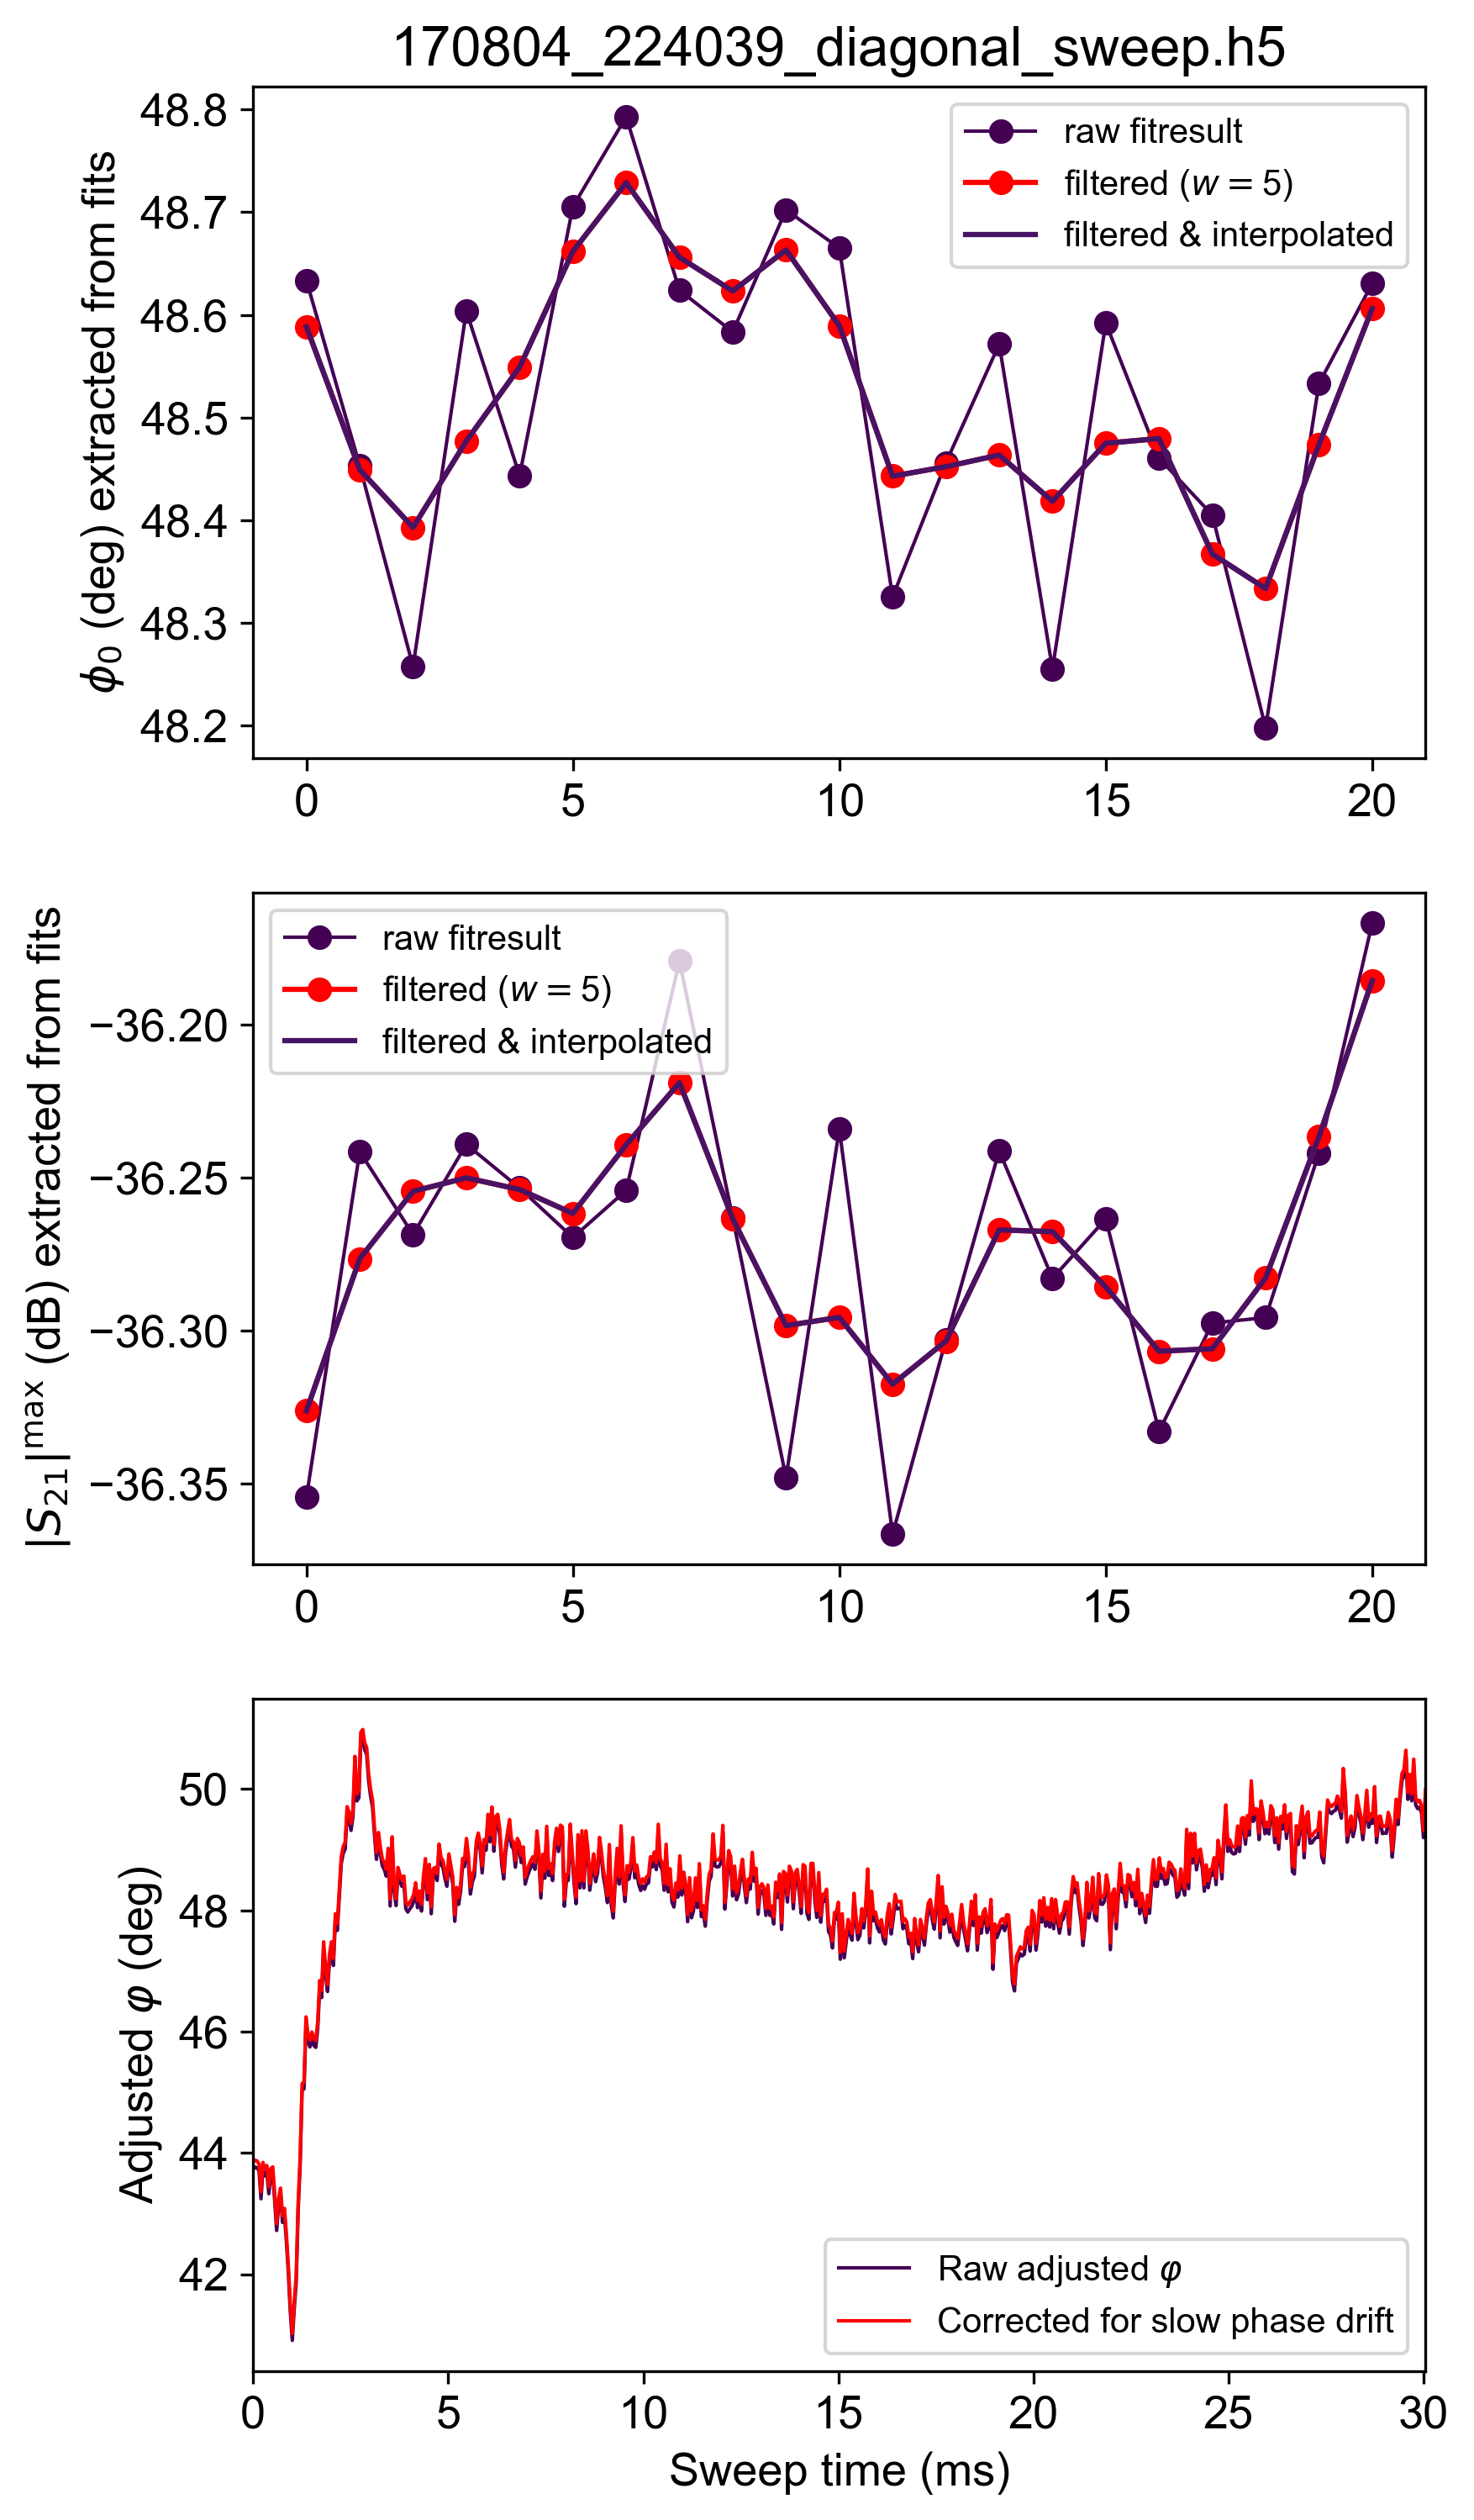 170804_224039_diagonal_sweep.h5
48.8
48.7
48.6
48.5
48.4
48.3
48.2
ϕ₀ (deg) extracted from fits
raw fitresult
filtered (w = 5)
filtered & interpolated
0 5 10 15 20
−36.20
−36.25
−36.30
−36.35
|S₂₁|ᵐᵃˣ (dB) extracted from fits
raw fitresult
filtered (w = 5)
filtered & interpolated
0 5 10 15 20
50
48
46
44
42
Adjusted φ (deg)
Raw adjusted φ
Corrected for slow phase drift
0 5 10 15 20 25 30
Sweep time (ms)